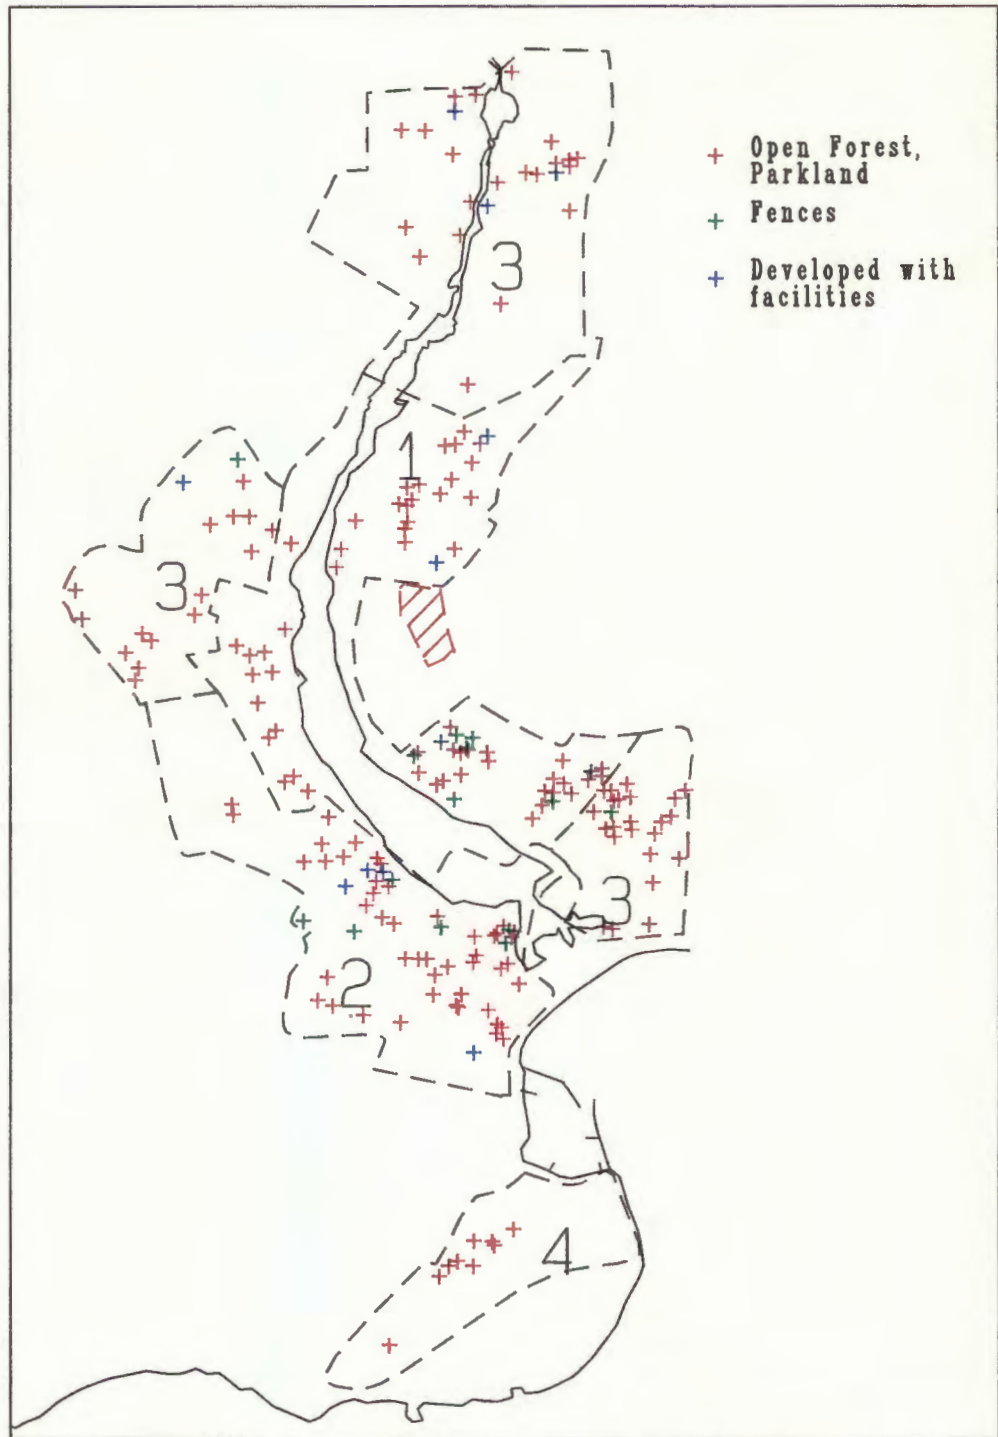 Open Forest,
Parkland
Fences
3
Developed with
facilities
1
3
3
2
4